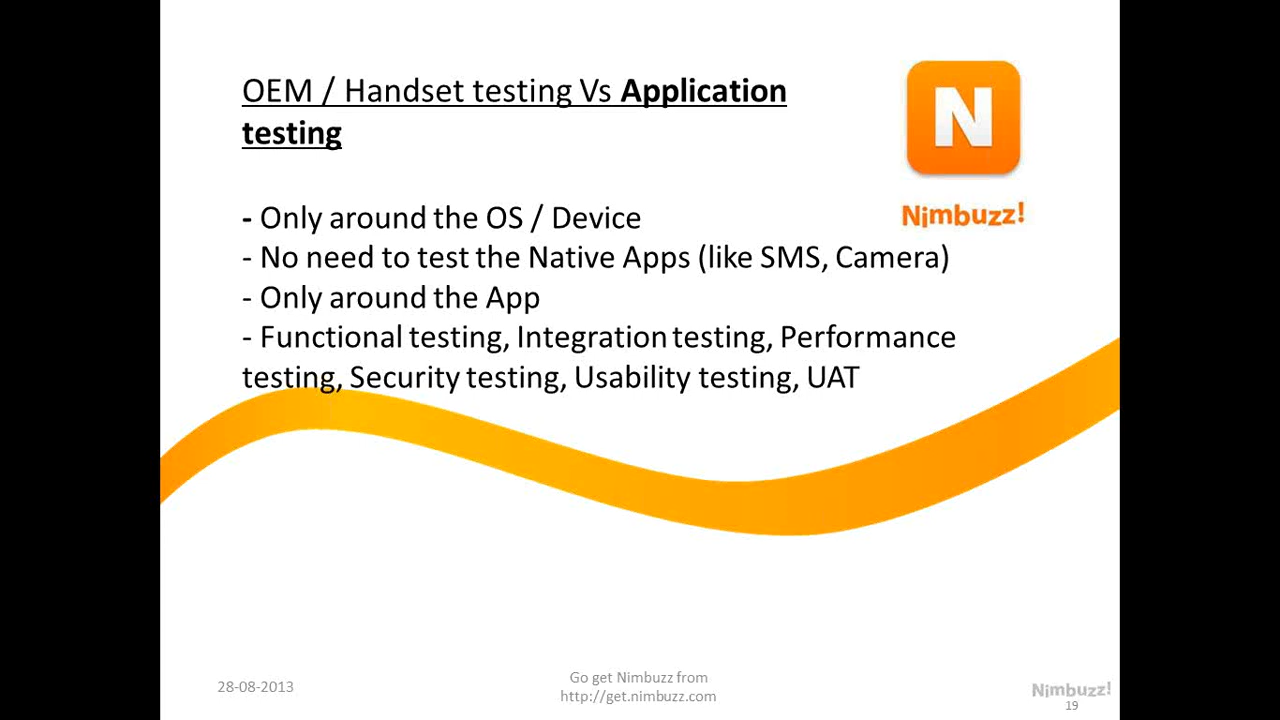 OEM / Handset testing Vs Application
testing
N
Nimbuzz!
- Only around the OS / Device
- No need to test the Native Apps (like SMS, Camera)
- Only around the App
- Functional testing, Integration testing, Performance
testing, Security testing, Usability testing, UAT
28-08-2013
Go get Nimbuzz from
http://get.nimbuzz.com
Nimbuzz!
19